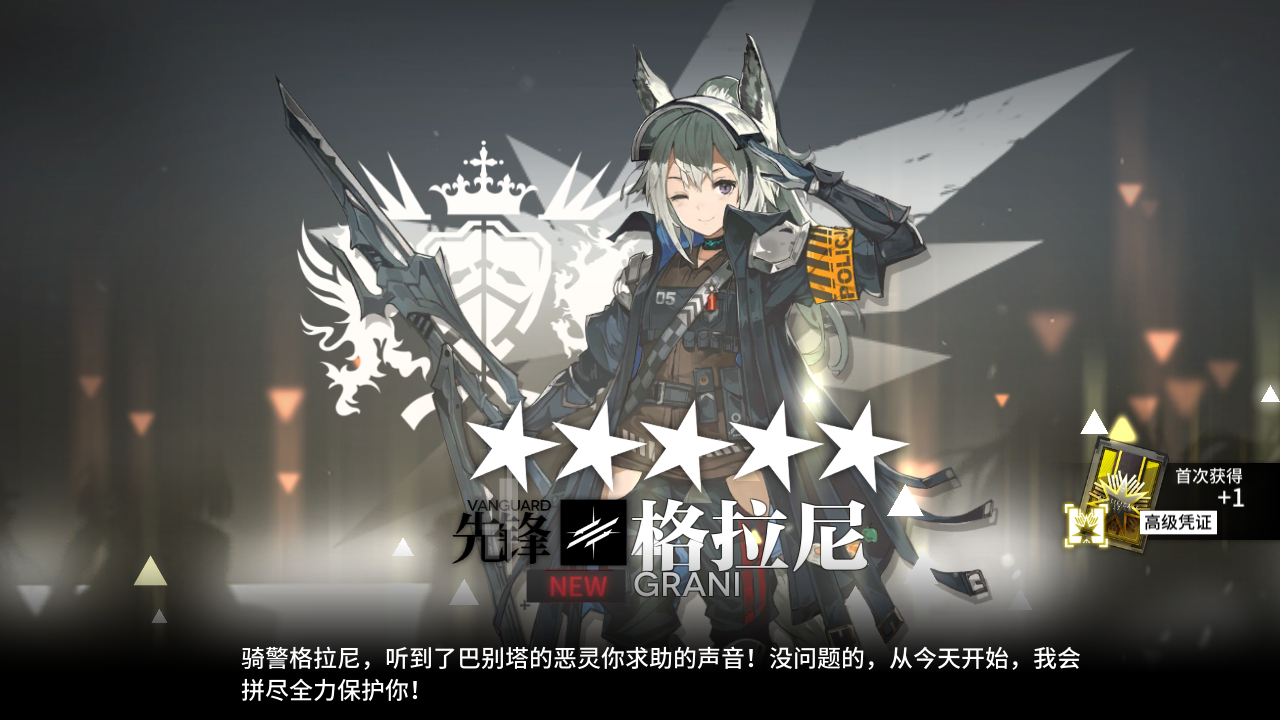 POLICJ
05
VANGUARD
先锋
格拉尼
NEW
GRANI
首次获得
+1
高级凭证
骑警格拉尼，听到了巴别塔的恶灵你求助的声音！没问题的，从今天开始，我会
拼尽全力保护你！